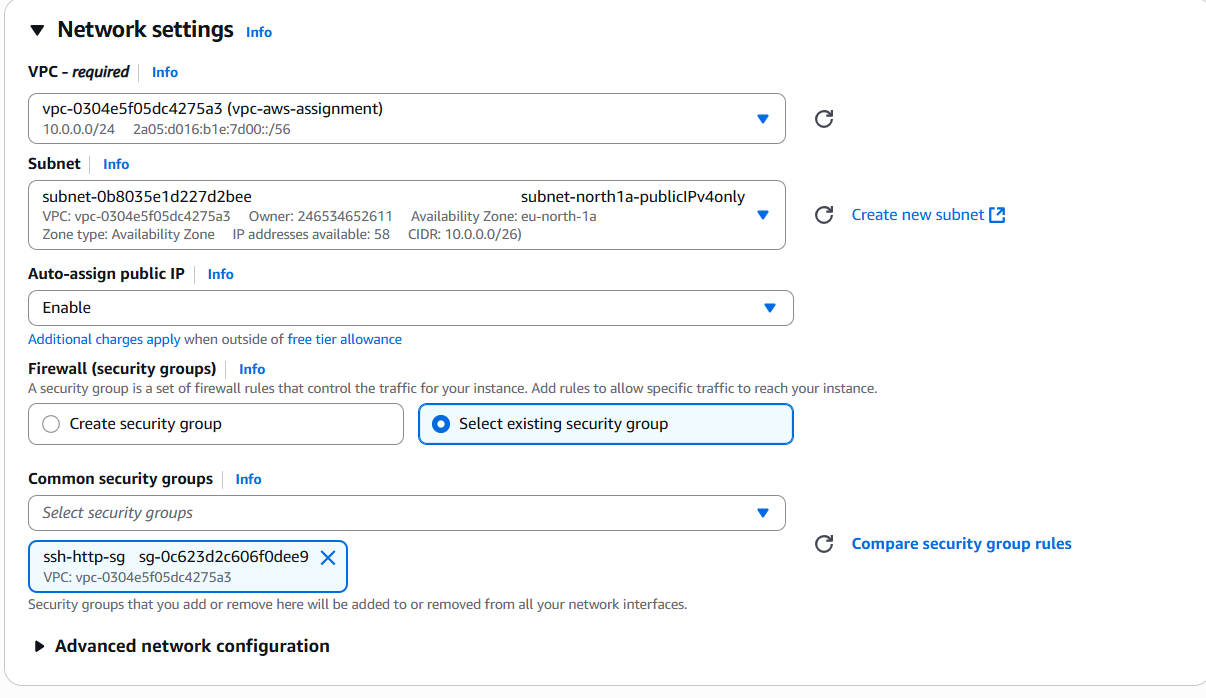 Network settings Info
VPC - required Info
vpc-0304e5f05dc4275a3 (vpc-aws-assignment)
10.0.0.0/24 2a05:d016:b1e:7d00::/56
Subnet Info
subnet-0b8035e1d227d2bee subnet-north1a-publicIPv4only
VPC: vpc-0304e5f05dc4275a3 Owner: 246534652611 Availability Zone: eu-north-1a
Zone type: Availability Zone IP addresses available: 58 CIDR: 10.0.0.0/26)
Create new subnet
Auto-assign public IP Info
Enable
Additional charges apply when outside of free tier allowance
Firewall (security groups) Info
A security group is a set of firewall rules that control the traffic for your instance. Add rules to allow specific traffic to reach your instance.
Create security group
Select existing security group
Common security groups Info
Select security groups
ssh-http-sg sg-0c623d2c606f0dee9
VPC: vpc-0304e5f05dc4275a3
Compare security group rules
Security groups that you add or remove here will be added to or removed from all your network interfaces.
Advanced network configuration